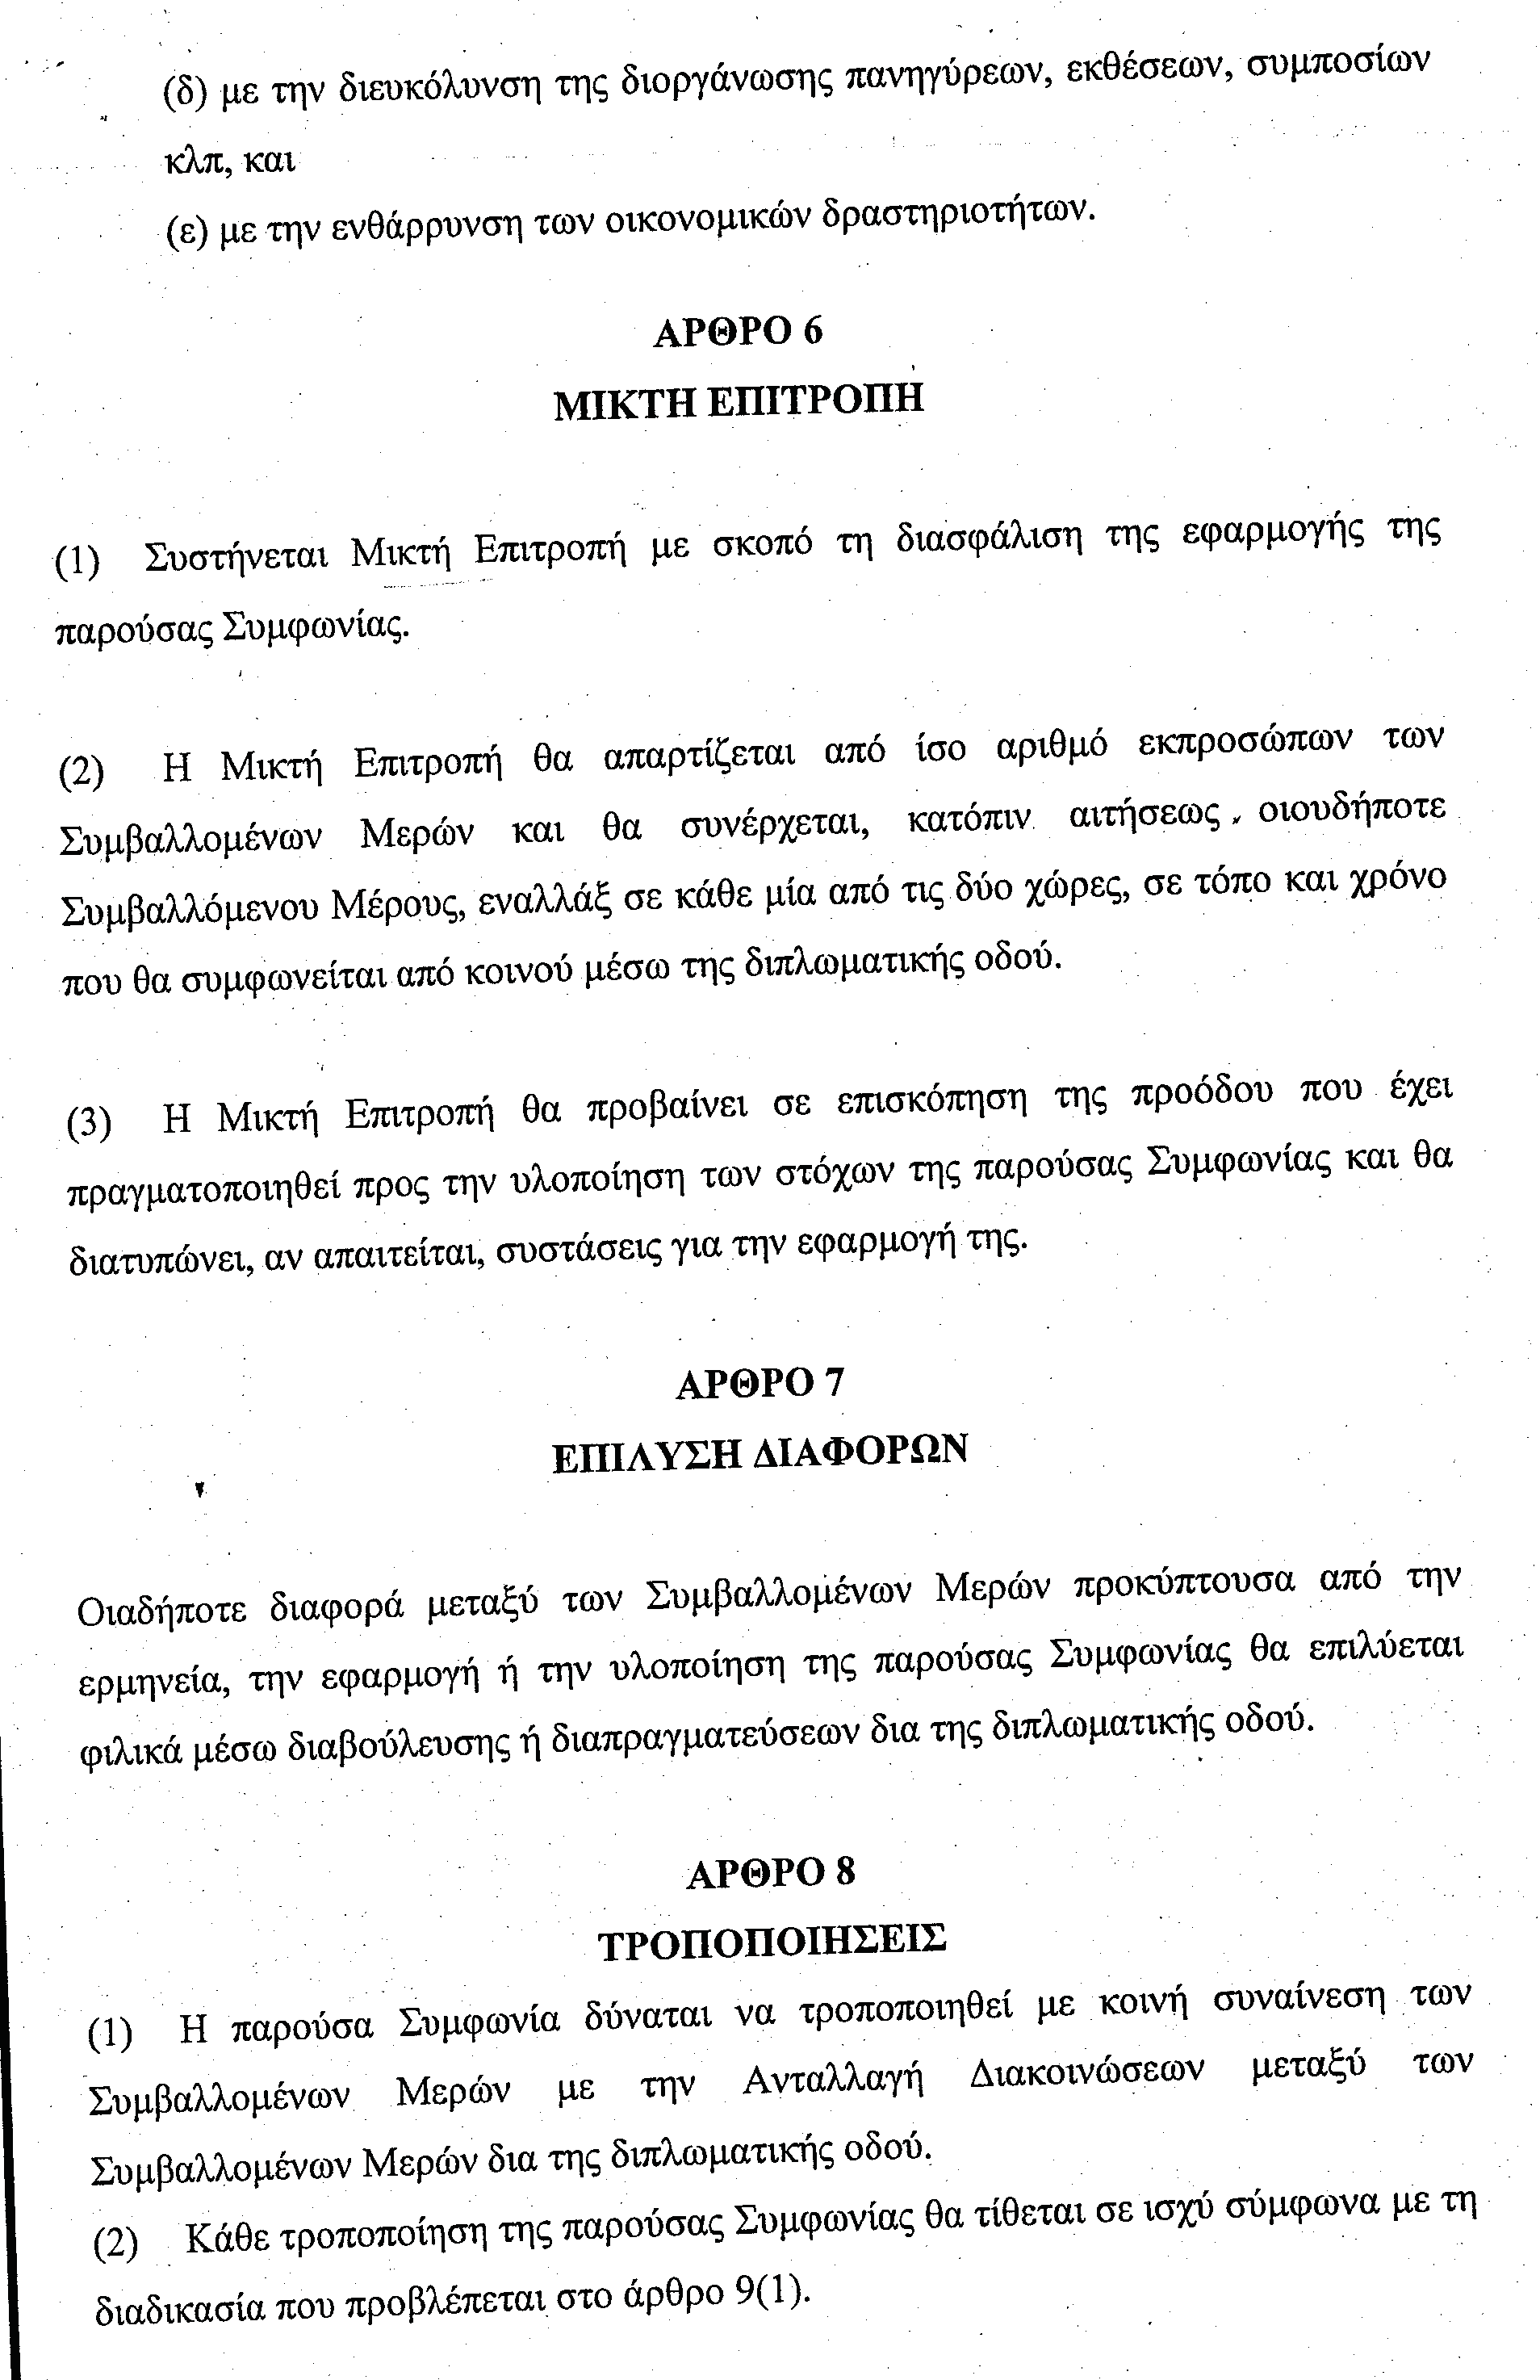 (δ) με την διευκόλυνση της διοργάνωσης πανηγύρεων, εκθέσεων, συμποσίων
κλπ, και
(ε) με την ενθάρρυνση των οικονομικών δραστηριοτήτων.
ΑΡΘΡΟ 6
ΜΙΚΤΗ ΕΠΙΤΡΟΠΗ
(1) Συστήνεται Μικτή Επιτροπή με σκοπό τη διασφάλιση της εφαρμογής της
παρούσας Συμφωνίας.
(2) Η Μικτή Επιτροπή θα απαρτίζεται από ίσο αριθμό εκπροσώπων των
Συμβαλλομένων Μερών και θα συνέρχεται, κατόπιν αιτήσεως οιουδήποτε
Συμβαλλόμενου Μέρους, εναλλάξ σε κάθε μία από τις δύο χώρες, σε τόπο και χρόνο
που θα συμφωνείται από κοινού μέσω της διπλωματικής οδού.
(3) Η Μικτή Επιτροπή θα προβαίνει σε επισκόπηση της προόδου που έχει
πραγματοποιηθεί προς την υλοποίηση των στόχων της παρούσας Συμφωνίας και θα
διατυπώνει, αν απαιτείται, συστάσεις για την εφαρμογή της.
ΑΡΘΡΟ 7
ΕΠΙΛΥΣΗ ΔΙΑΦΟΡΩΝ
Οιαδήποτε διαφορά μεταξύ των Συμβαλλομένων Μερών προκύπτουσα από την
ερμηνεία, την εφαρμογή ή την υλοποίηση της παρούσας Συμφωνίας θα επιλύεται
φιλικά μέσω διαβούλευσης ή διαπραγματεύσεων δια της διπλωματικής οδού.
ΑΡΘΡΟ 8
ΤΡΟΠΟΠΟΙΗΣΕΙΣ
(1) Η παρούσα Συμφωνία δύναται να τροποποιηθεί με κοινή συναίνεση των
Συμβαλλομένων Μερών με την Ανταλλαγή Διακοινώσεων μεταξύ των
Συμβαλλομένων Μερών δια της διπλωματικής οδού.
(2) Κάθε τροποποίηση της παρούσας Συμφωνίας θα τίθεται σε ισχύ σύμφωνα με τη
διαδικασία που προβλέπεται στο άρθρο 9(1).